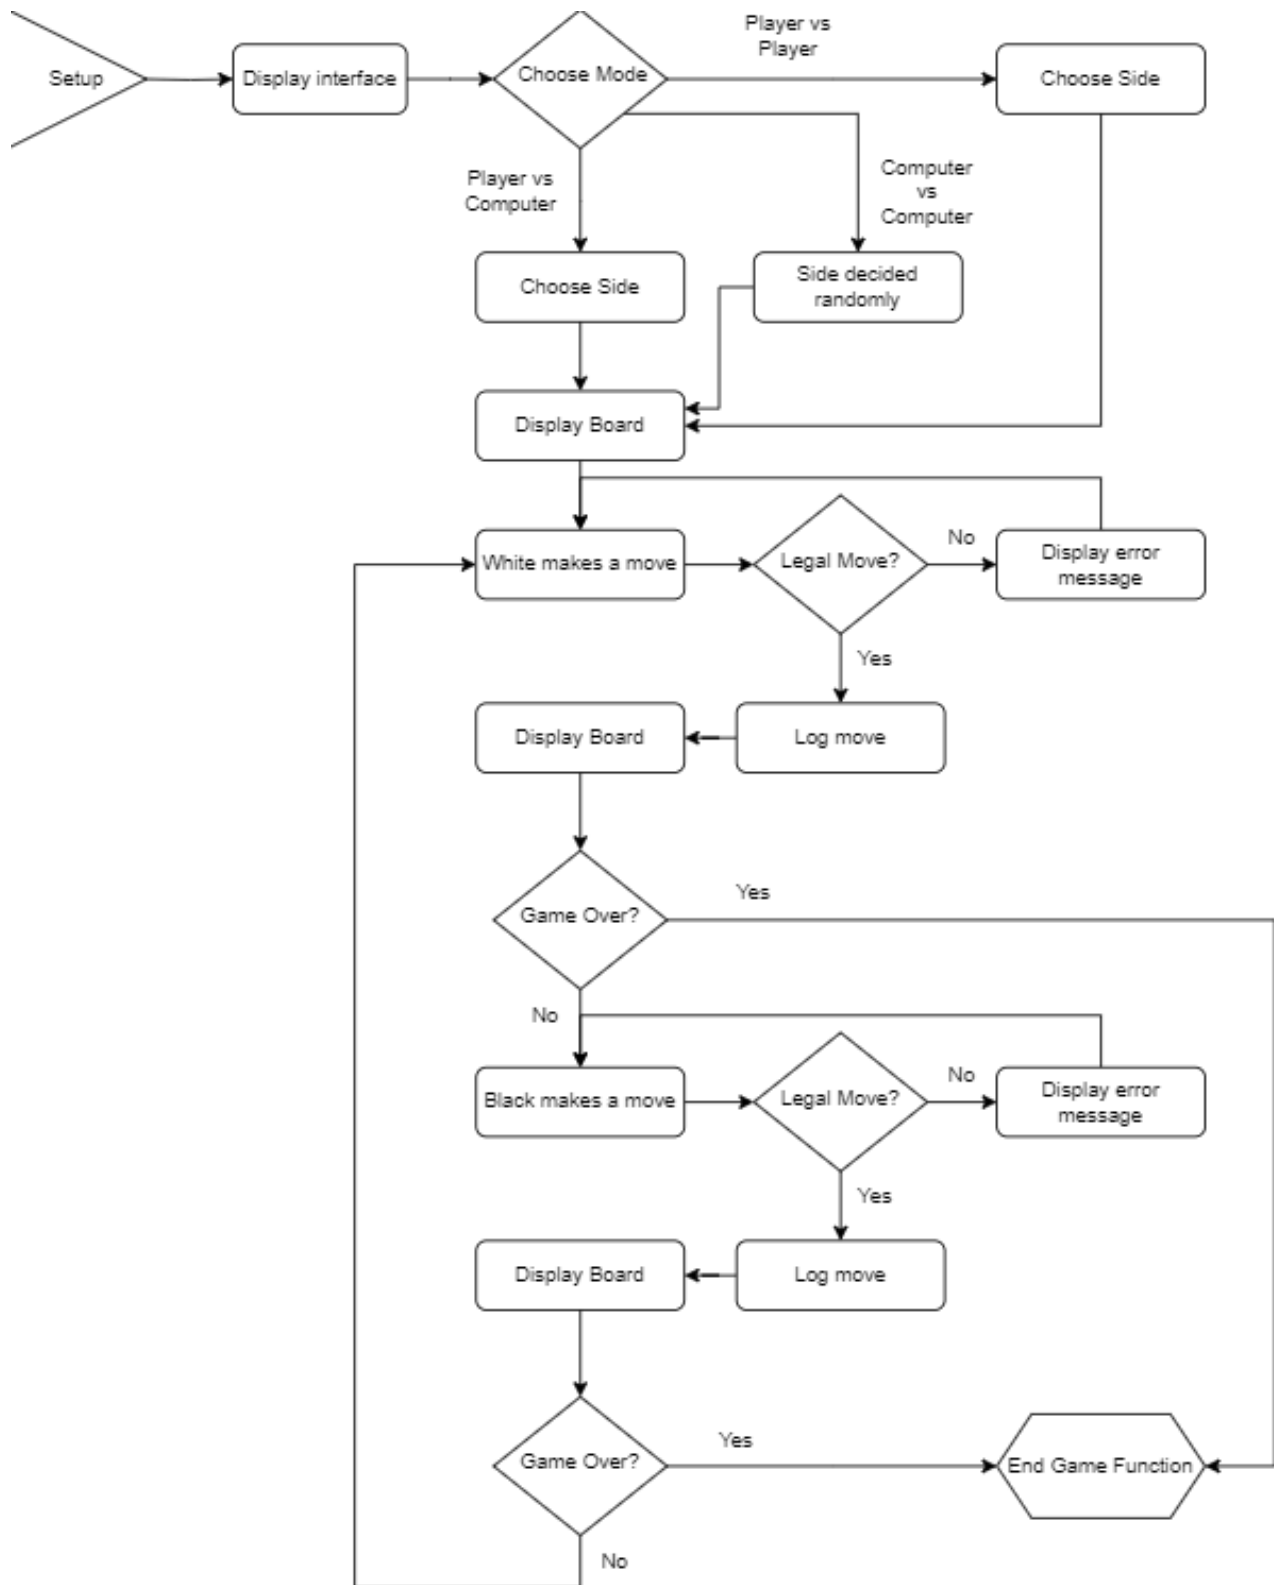 Player vs
Player
Setup
Display interface
Choose Mode
Choose Side
Player vs
Computer
Computer
vs
Computer
Choose Side
Side decided
randomly
Display Board
White makes a move
Legal Move?
No
Display error
message
Yes
Display Board
Log move
Game Over?
Yes
No
Black makes a move
Legal Move?
No
Display error
message
Yes
Display Board
Log move
Game Over?
Yes
End Game Function
No